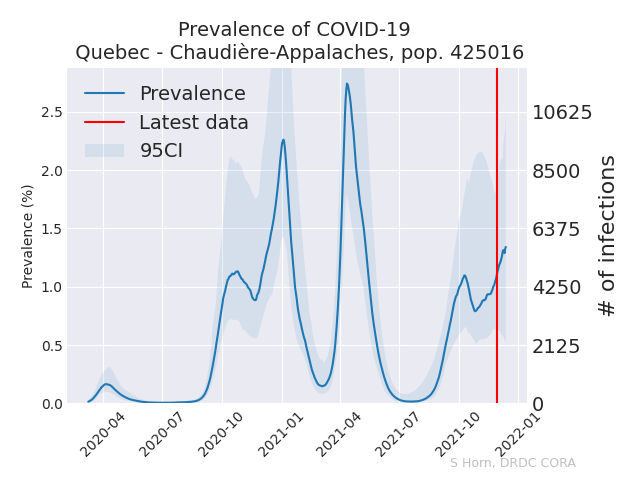 Prevalence of COVID-19
Quebec - Chaudière-Appalaches, pop. 425016
Prevalence
Latest data
95CI
Prevalence (%)
2.5
2.0
1.5
1.0
0.5
0.0
10625
8500
6375
4250
2125
0
# of infections
2020-04
2020-07
2020-10
2021-01
2021-04
2021-07
2021-10
2022-01
S Horn, DRDC CORA